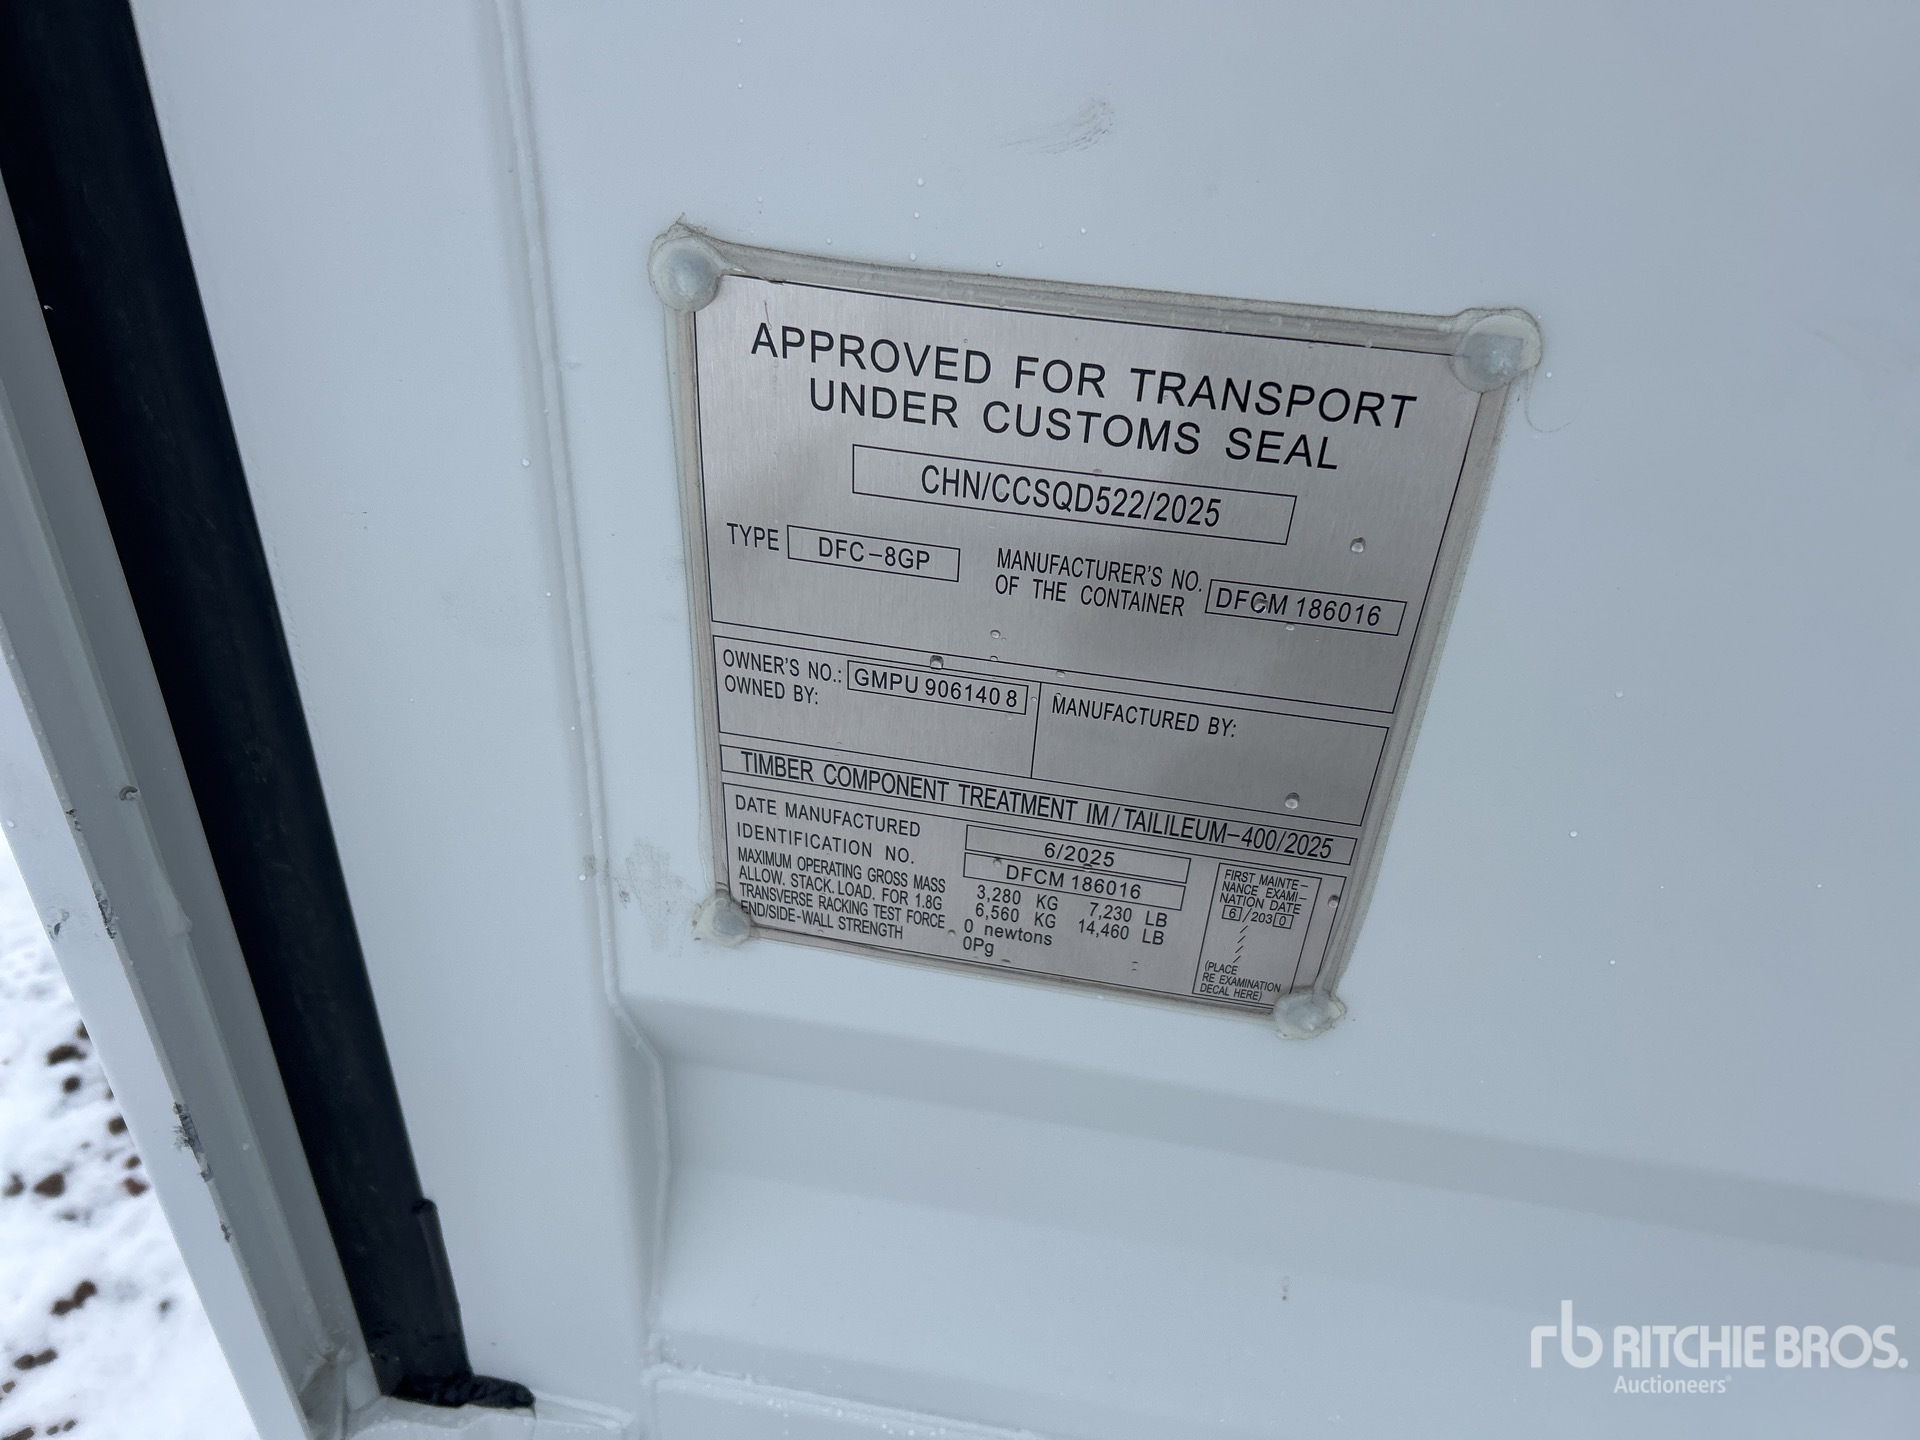 APPROVED FOR TRANSPORT
UNDER CUSTOMS SEAL
CHN/CCSQD522/2025
TYPE DFC-8GP
MANUFACTURER'S NO.
OF THE CONTAINER DFCM 186016
OWNER'S NO.: GMPU 906140 8
OWNED BY:
MANUFACTURED BY:
TIMBER COMPONENT TREATMENT IM/TAILILEUM-400/2025
DATE MANUFACTURED 6/2025
IDENTIFICATION NO. DFCM 186016
MAXIMUM OPERATING GROSS MASS 3,280 KG 7,230 LB
ALLOW. STACK. LOAD. FOR 1.8G 6,560 KG 14,460 LB
TRANSVERSE RACKING TEST FORCE 0 newtons
END/SIDE-WALL STRENGTH 0Pg
FIRST MAINTE-
NANCE EXAMI-
NATION DATE
6/2030
(PLACE
RE EXAMINATION
DECAL HERE)
rb RITCHIE BROS.
Auctioneers